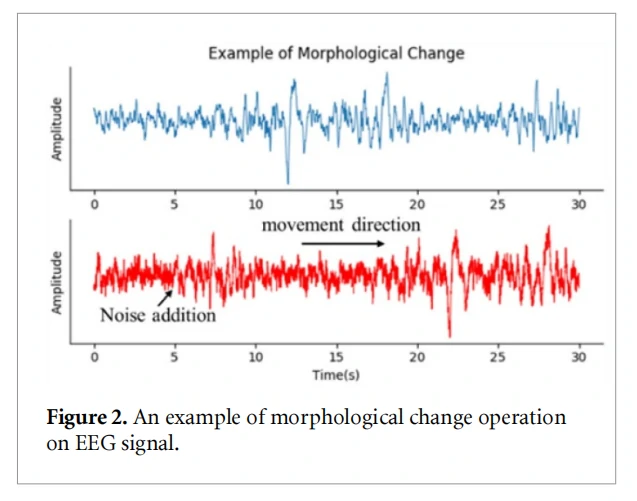 Example of Morphological Change
Amplitude
0 5 10 15 20 25 30
movement direction
Amplitude
Noise addition
0 5 10 15 20 25 30
Time(s)
Figure 2. An example of morphological change operation
on EEG signal.